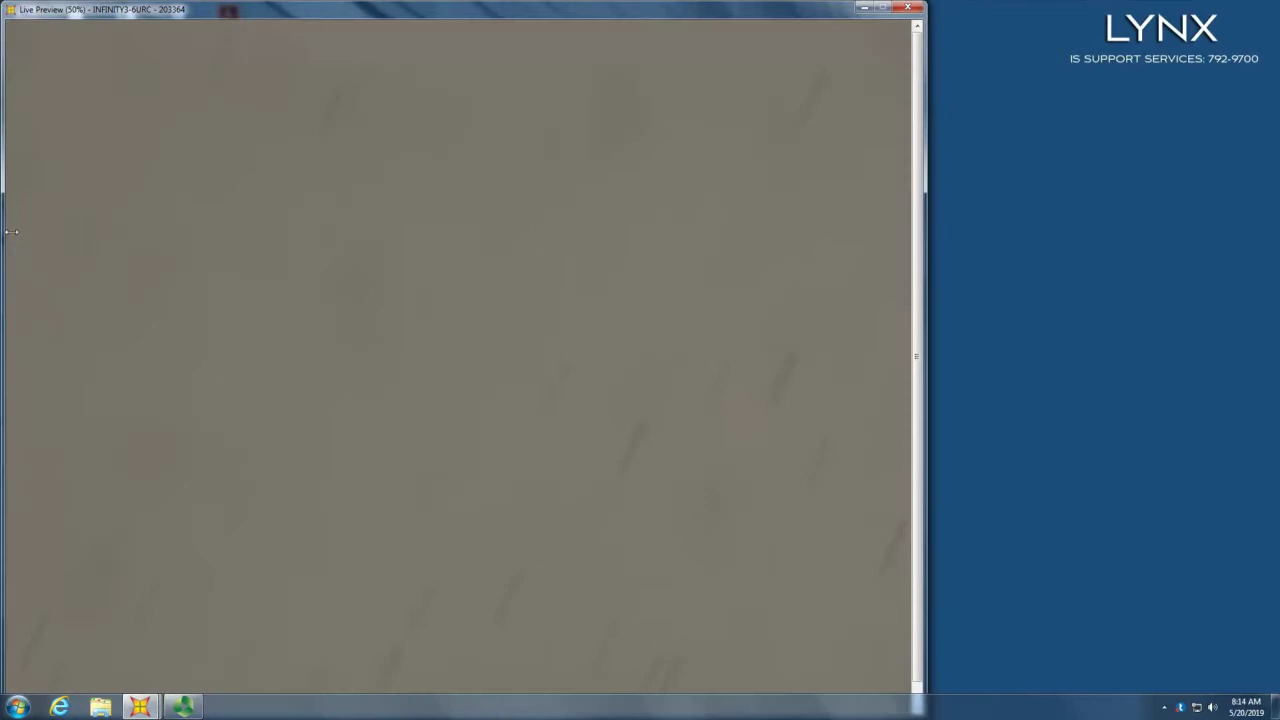 Live Preview (50%) - INFINITY3-6URC - 203364
LYNX
IS SUPPORT SERVICES: 792-9700
8:14 AM
5/20/2019